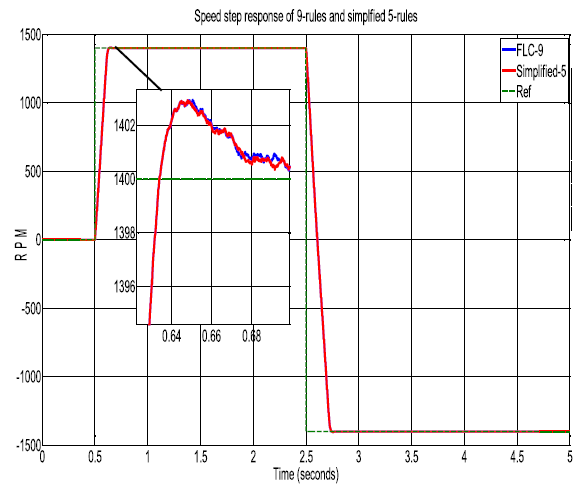 Speed step response of 9-rules and simplfied 5-rules
1500
1000
500
0
-500
-1000
-1500
R P M
FLC-9
Simplified-5
Ref
1402
1400
1398
1396
0.64 0.66 0.68
0 0.5 1 1.5 2 2.5 3 3.5 4 4.5 5
Time (seconds)